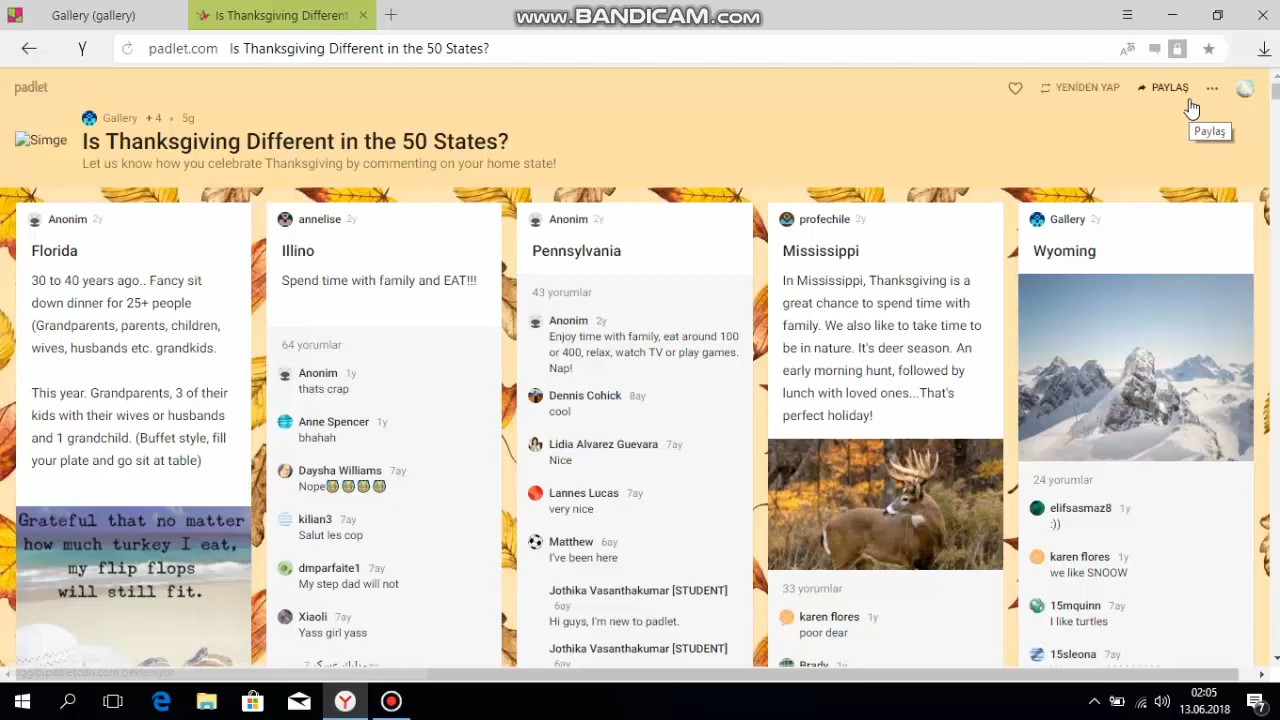 www.BANDICAM.com
Gallery (gallery)
Is Thanksgiving Different
padlet.com Is Thanksgiving Different in the 50 States?
padlet
YENİDEN YAP
PAYLAŞ
Paylaş
Gallery + 4 • 5g
Simge
Is Thanksgiving Different in the 50 States?
Let us know how you celebrate Thanksgiving by commenting on your home state!
Anonim 2y
Florida
30 to 40 years ago.. Fancy sit
down dinner for 25+ people
(Grandparents, parents, children,
wives, husbands etc. grandkids.
This year. Grandparents, 3 of their
kids with their wives or husbands
and 1 grandchild. (Buffet style, fill
your plate and go sit at table)
Grateful that no matter
how much turkey I eat,
my flip flops
will still fit.
annelise 2y
Illino
Spend time with family and EAT!!!
64 yorumlar
Anonim 1y
thats crap
Anne Spencer 1y
bhahah
Daysha Williams 7ay
Nope
kilian3 7ay
Salut les cop
dmparfaite1 7ay
My step dad will not
Xiaoli 7ay
Yass girl yass
Anonim 2y
Pennsylvania
43 yorumlar
Anonim 2y
Enjoy time with family, eat around 100
or 400, relax, watch TV or play games.
Nap!
Dennis Cohick 8ay
cool
Lidia Alvarez Guevara 7ay
Nice
Lannes Lucas 7ay
very nice
Matthew 6ay
I've been here
Jothika Vasanthakumar [STUDENT]
6ay
Hi guys, I'm new to padlet.
Jothika Vasanthakumar [STUDENT]
6ay
profechile 2y
Mississippi
In Mississippi, Thanksgiving is a
great chance to spend time with
family. We also like to take time to
be in nature. It's deer season. An
early morning hunt, followed by
lunch with loved ones...That's
perfect holiday!
33 yorumlar
karen flores 1y
poor dear
Brady
Gallery 2y
Wyoming
24 yorumlar
elifsasmaz8 1y
:))
karen flores 1y
we like SNOOW
15mquinn 7ay
I like turtles
15sleona 7ay
02:05
13.06.2018
7